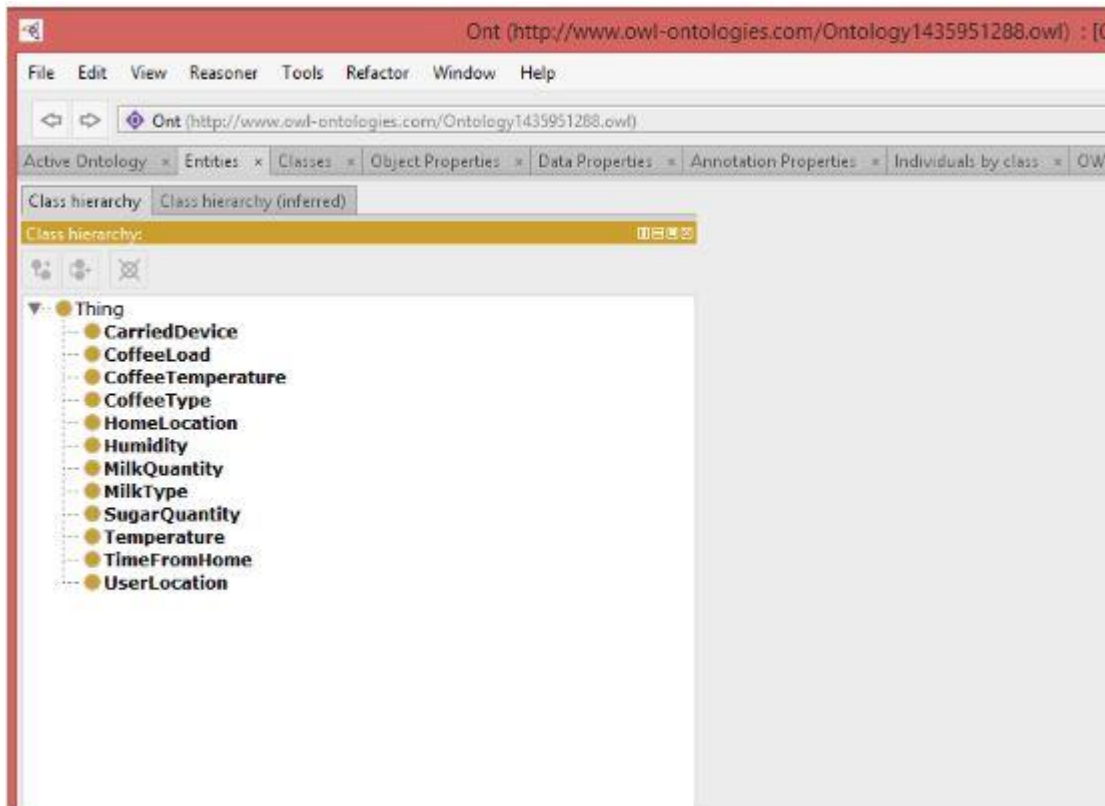 Ont (http://www.owl-ontologies.com/Ontology1435951288.owl) : [
File Edit View Reasoner Tools Refactor Window Help
Ont (http://www.owl-ontologies.com/Ontology1435951288.owl)
Active Ontology × Entities × Classes × Object Properties × Data Properties × Annotation Properties × Individuals by class × OW
Class hierarchy Class hierarchy (inferred)
Class hierarchy:
Thing
CarriedDevice
CoffeeLoad
CoffeeTemperature
CoffeeType
HomeLocation
Humidity
MilkQuantity
MilkType
SugarQuantity
Temperature
TimeFromHome
UserLocation